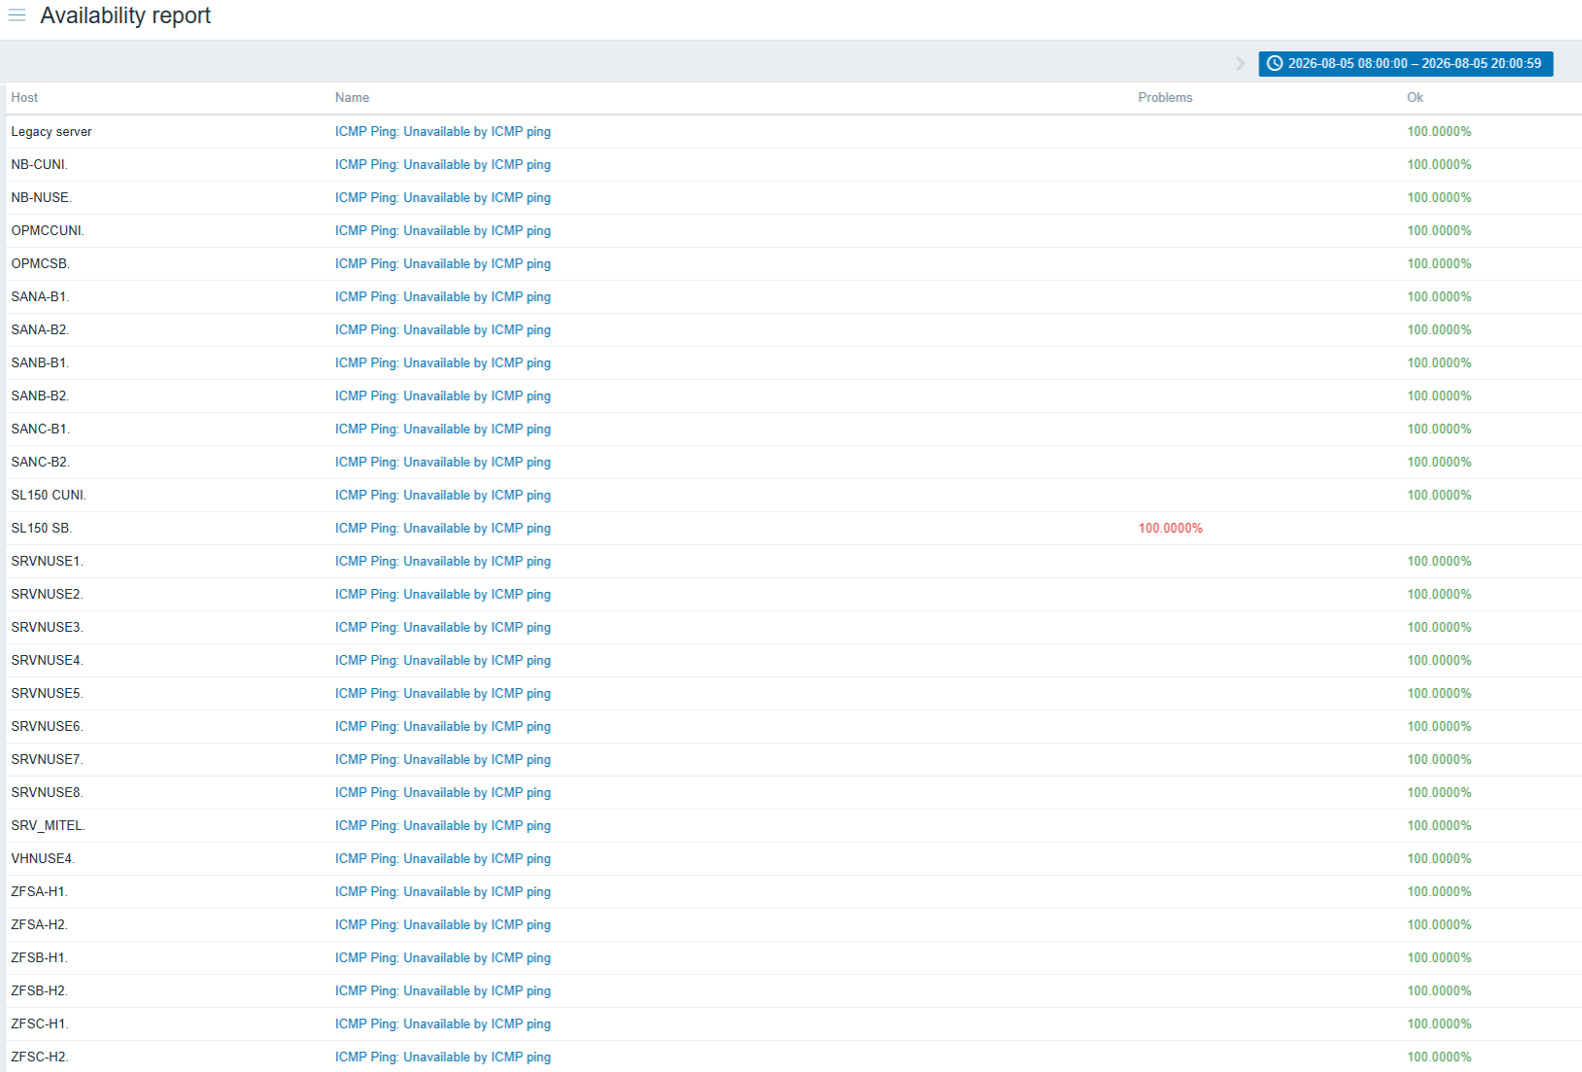 Availability report
2026-08-05 08:00:00 – 2026-08-05 20:00:59
Host Name Problems Ok
Legacy server ICMP Ping: Unavailable by ICMP ping 100.0000%
NB-CUNI. ICMP Ping: Unavailable by ICMP ping 100.0000%
NB-NUSE. ICMP Ping: Unavailable by ICMP ping 100.0000%
OPMCCUNI. ICMP Ping: Unavailable by ICMP ping 100.0000%
OPMCSB. ICMP Ping: Unavailable by ICMP ping 100.0000%
SANA-B1. ICMP Ping: Unavailable by ICMP ping 100.0000%
SANA-B2. ICMP Ping: Unavailable by ICMP ping 100.0000%
SANB-B1. ICMP Ping: Unavailable by ICMP ping 100.0000%
SANB-B2. ICMP Ping: Unavailable by ICMP ping 100.0000%
SANC-B1. ICMP Ping: Unavailable by ICMP ping 100.0000%
SANC-B2. ICMP Ping: Unavailable by ICMP ping 100.0000%
SL150 CUNI. ICMP Ping: Unavailable by ICMP ping 100.0000%
SL150 SB. ICMP Ping: Unavailable by ICMP ping 100.0000%
SRVNUSE1. ICMP Ping: Unavailable by ICMP ping 100.0000%
SRVNUSE2. ICMP Ping: Unavailable by ICMP ping 100.0000%
SRVNUSE3. ICMP Ping: Unavailable by ICMP ping 100.0000%
SRVNUSE4. ICMP Ping: Unavailable by ICMP ping 100.0000%
SRVNUSE5. ICMP Ping: Unavailable by ICMP ping 100.0000%
SRVNUSE6. ICMP Ping: Unavailable by ICMP ping 100.0000%
SRVNUSE7. ICMP Ping: Unavailable by ICMP ping 100.0000%
SRVNUSE8. ICMP Ping: Unavailable by ICMP ping 100.0000%
SRV_MITEL. ICMP Ping: Unavailable by ICMP ping 100.0000%
VHNUSE4. ICMP Ping: Unavailable by ICMP ping 100.0000%
ZFSA-H1. ICMP Ping: Unavailable by ICMP ping 100.0000%
ZFSA-H2. ICMP Ping: Unavailable by ICMP ping 100.0000%
ZFSB-H1. ICMP Ping: Unavailable by ICMP ping 100.0000%
ZFSB-H2. ICMP Ping: Unavailable by ICMP ping 100.0000%
ZFSC-H1. ICMP Ping: Unavailable by ICMP ping 100.0000%
ZFSC-H2. ICMP Ping: Unavailable by ICMP ping 100.0000%